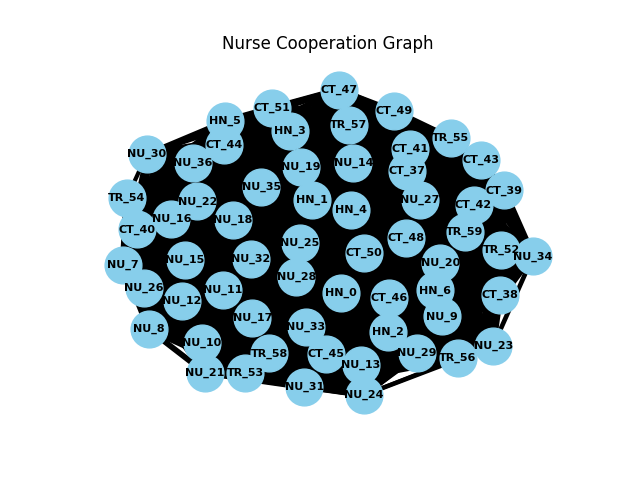 Nurse Cooperation Graph
CT_47
CT_51
CT_49
HN_5
TR_57
HN_3
TR_55
CT_44
CT_41
NU_30
CT_43
NU_36
NU_14
NU_19
CT_37
NU_35
CT_39
TR_54
NU_22
HN_1
NU_27
CT_42
HN_4
NU_16
NU_18
CT_40
TR_59
CT_48
NU_25
TR_52
CT_50
NU_34
NU_15
NU_32
NU_7
NU_20
NU_28
NU_26
NU_11
HN_6
HN_0
CT_38
CT_46
NU_12
NU_9
NU_17
NU_33
NU_8
HN_2
NU_10
NU_23
TR_58
CT_45
NU_29
TR_56
NU_13
NU_21
TR_53
NU_31
NU_24